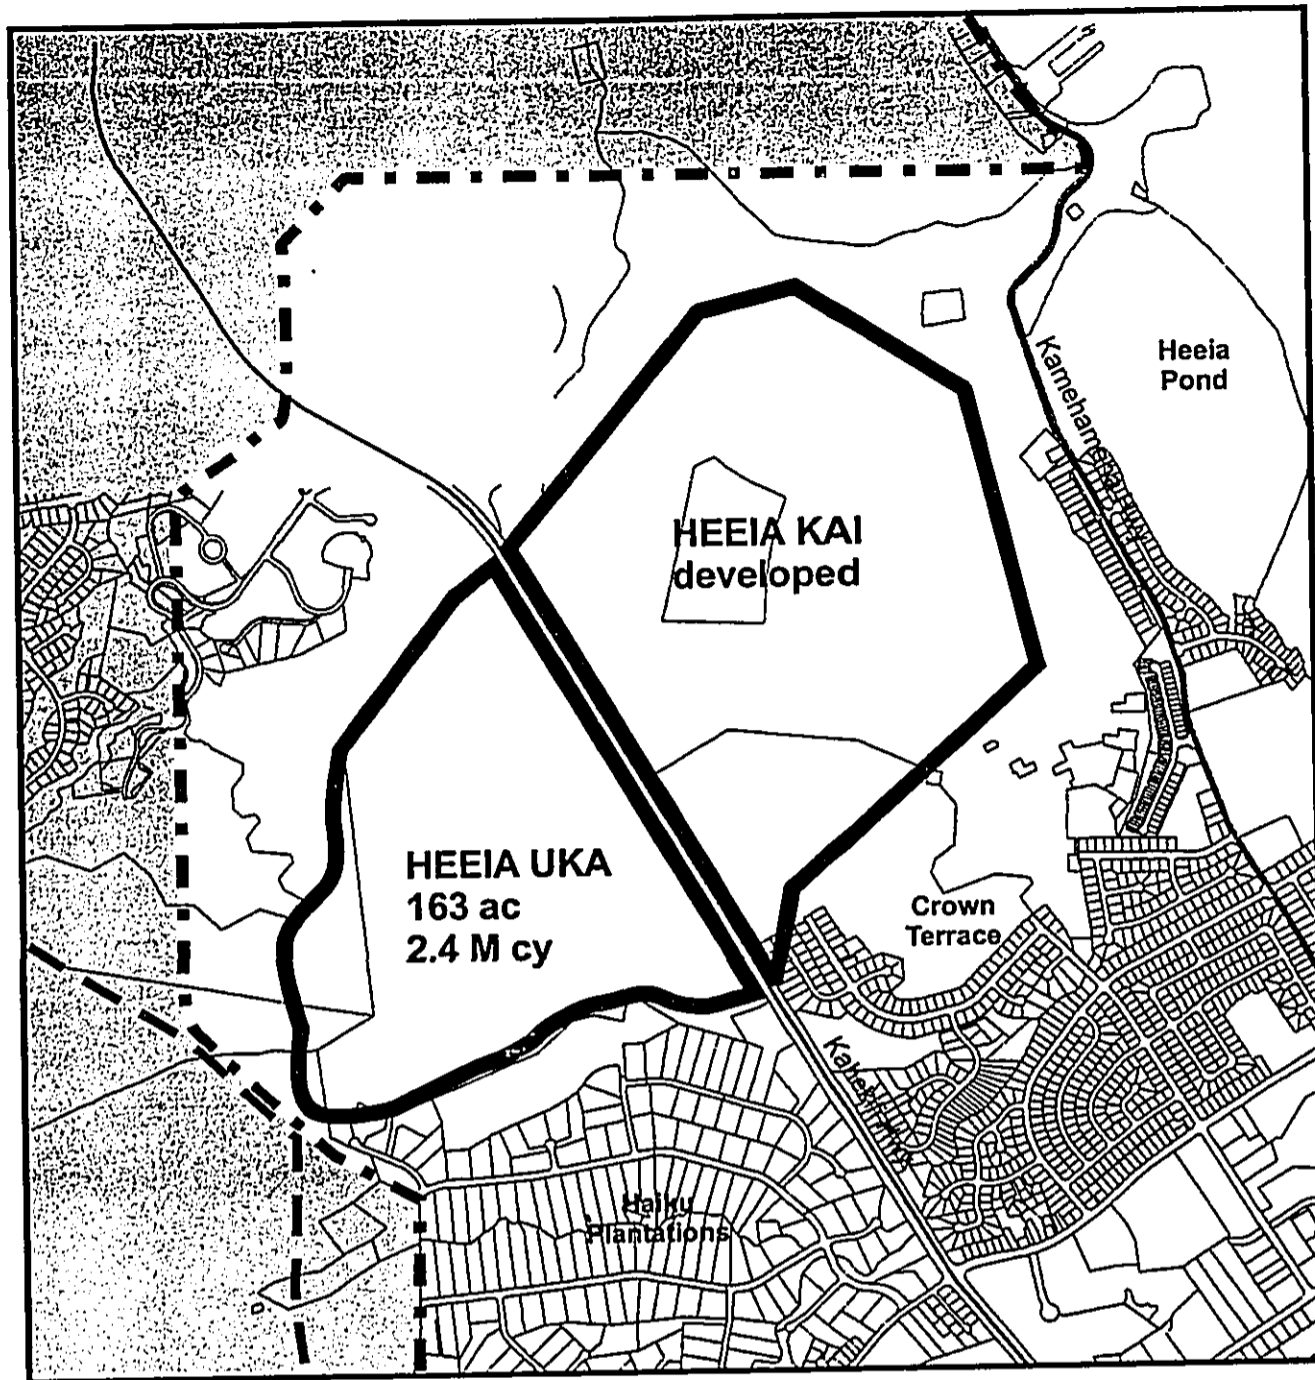 Heeia
Pond
Kamehameha Hwy
HEEIA KAI
developed
HEEIA UKA
163 ac
2.4 M cy
Crown
Terrace
Kahekili Hwy
Haiku
Plantations